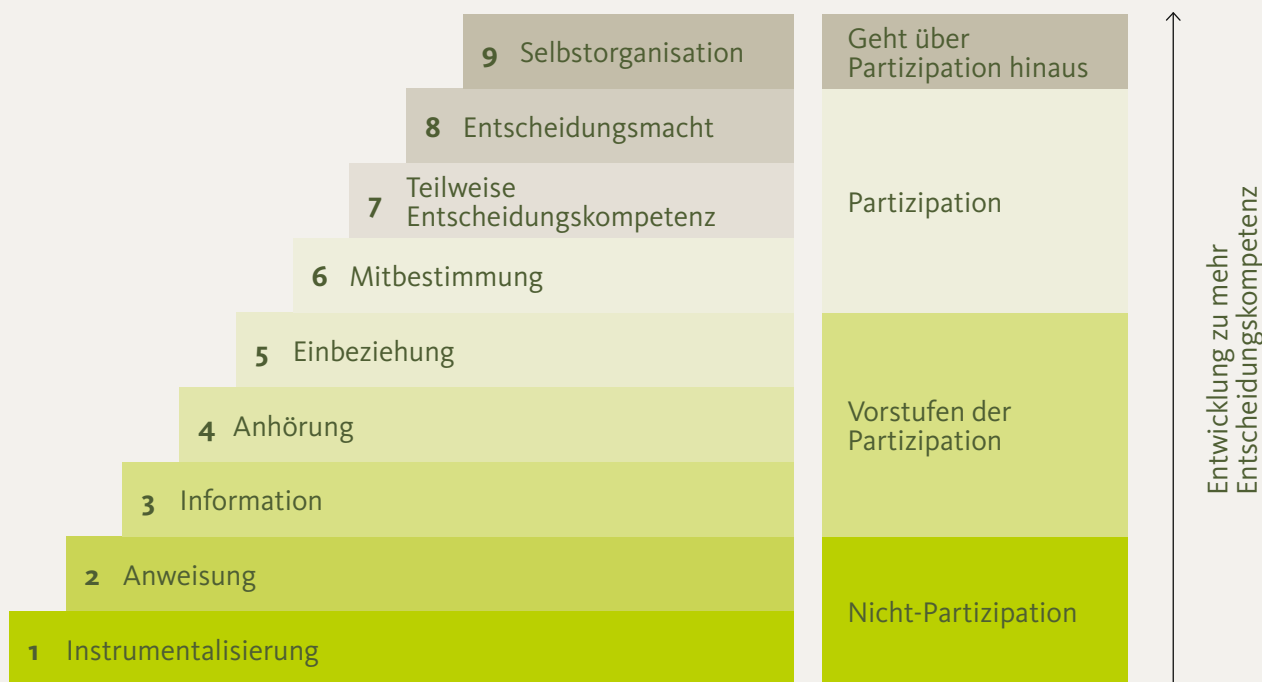 9 Selbstorganisation
Geht über
Partizipation hinaus
8 Entscheidungsmacht
7 Teilweise
Entscheidungskompetenz
Partizipation
6 Mitbestimmung
5 Einbeziehung
4 Anhörung
Vorstufen der
Partizipation
3 Information
2 Anweisung
Nicht-Partizipation
1 Instrumentalisierung
Entwicklung zu mehr
Entscheidungskompetenz